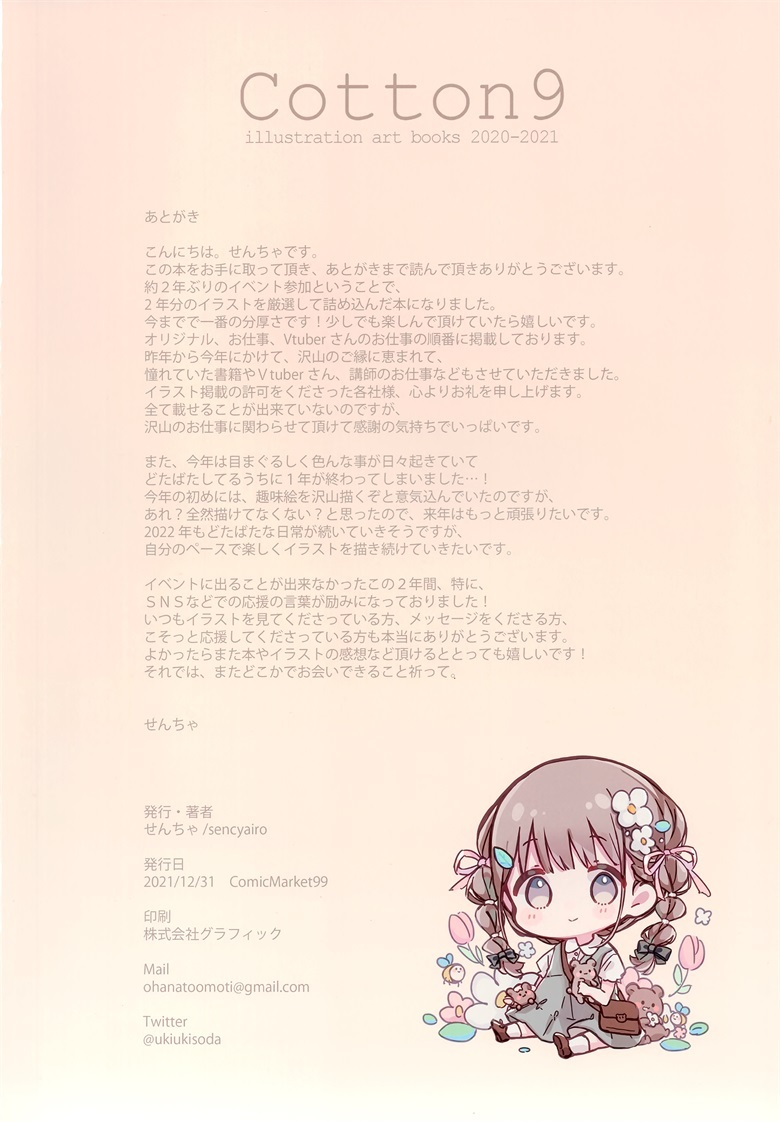 Cotton9
illustration art books 2020-2021
あとがき
こんにちは。せんちゃです。
この本をお手に取って頂き、あとがきまで読んで頂きありがとうございます。
約２年ぶりのイベント参加ということで、
２年分のイラストを厳選して詰め込んだ本になりました。
今までで一番の分厚さです！少しでも楽しんで頂けていたら嬉しいです。
オリジナル、お仕事、Vtuber さんのお仕事の順番に掲載しております。
昨年から今年にかけて、沢山のご縁に恵まれて、
憧れていた書籍やＶtuber さん、講師のお仕事などもさせていただきました。
イラスト掲載の許可をくださった各社様、心よりお礼を申し上げます。
全て載せることが出来ていないのですが、
沢山のお仕事に関わらせて頂けて感謝の気持ちでいっぱいです。
また、今年は目まぐるしく色んな事が日々起きていて
どたばたしてるうちに１年が終わってしまいました…！
今年の初めには、趣味絵を沢山描くぞと意気込んでいたのですが、
あれ？全然描けてなくない？と思ったので、来年はもっと頑張りたいです。
2022 年もどたばたな日常が続いていきそうですが、
自分のペースで楽しくイラストを描き続けていきたいです。
イベントに出ることが出来なかったこの２年間、特に、
ＳＮＳなどでの応援の言葉が励みになっておりました！
いつもイラストを見てくださっている方、メッセージをくださる方、
こそっと応援してくださっている方も本当にありがとうございます。
よかったらまた本やイラストの感想など頂けるととっても嬉しいです！
それでは、またどこかでお会いできること祈って。
せんちゃ
発行・著者
せんちゃ /sencyairo
発行日
2021/12/31　ComicMarket99
印刷
株式会社グラフィック
Mail
ohanatoomoti@gmail.com
Twitter
@ukiukisoda